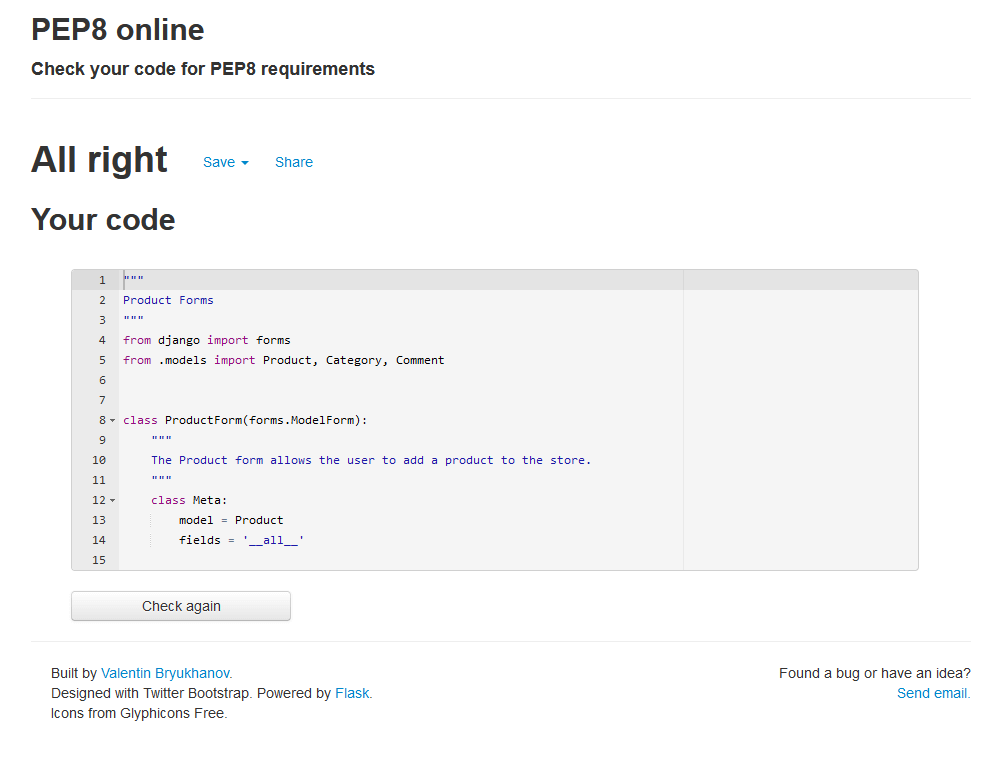 PEP8 online
Check your code for PEP8 requirements
All right Save Share
Your code
1 """
2 Product Forms
3 """
4 from django import forms
5 from .models import Product, Category, Comment
6
7
8 class ProductForm(forms.ModelForm):
9 """
10 The Product form allows the user to add a product to the store.
11 """
12 class Meta:
13 model = Product
14 fields = '__all__'
15
Check again
Built by Valentin Bryukhanov.
Designed with Twitter Bootstrap. Powered by Flask.
Icons from Glyphicons Free.
Found a bug or have an idea?
Send email.